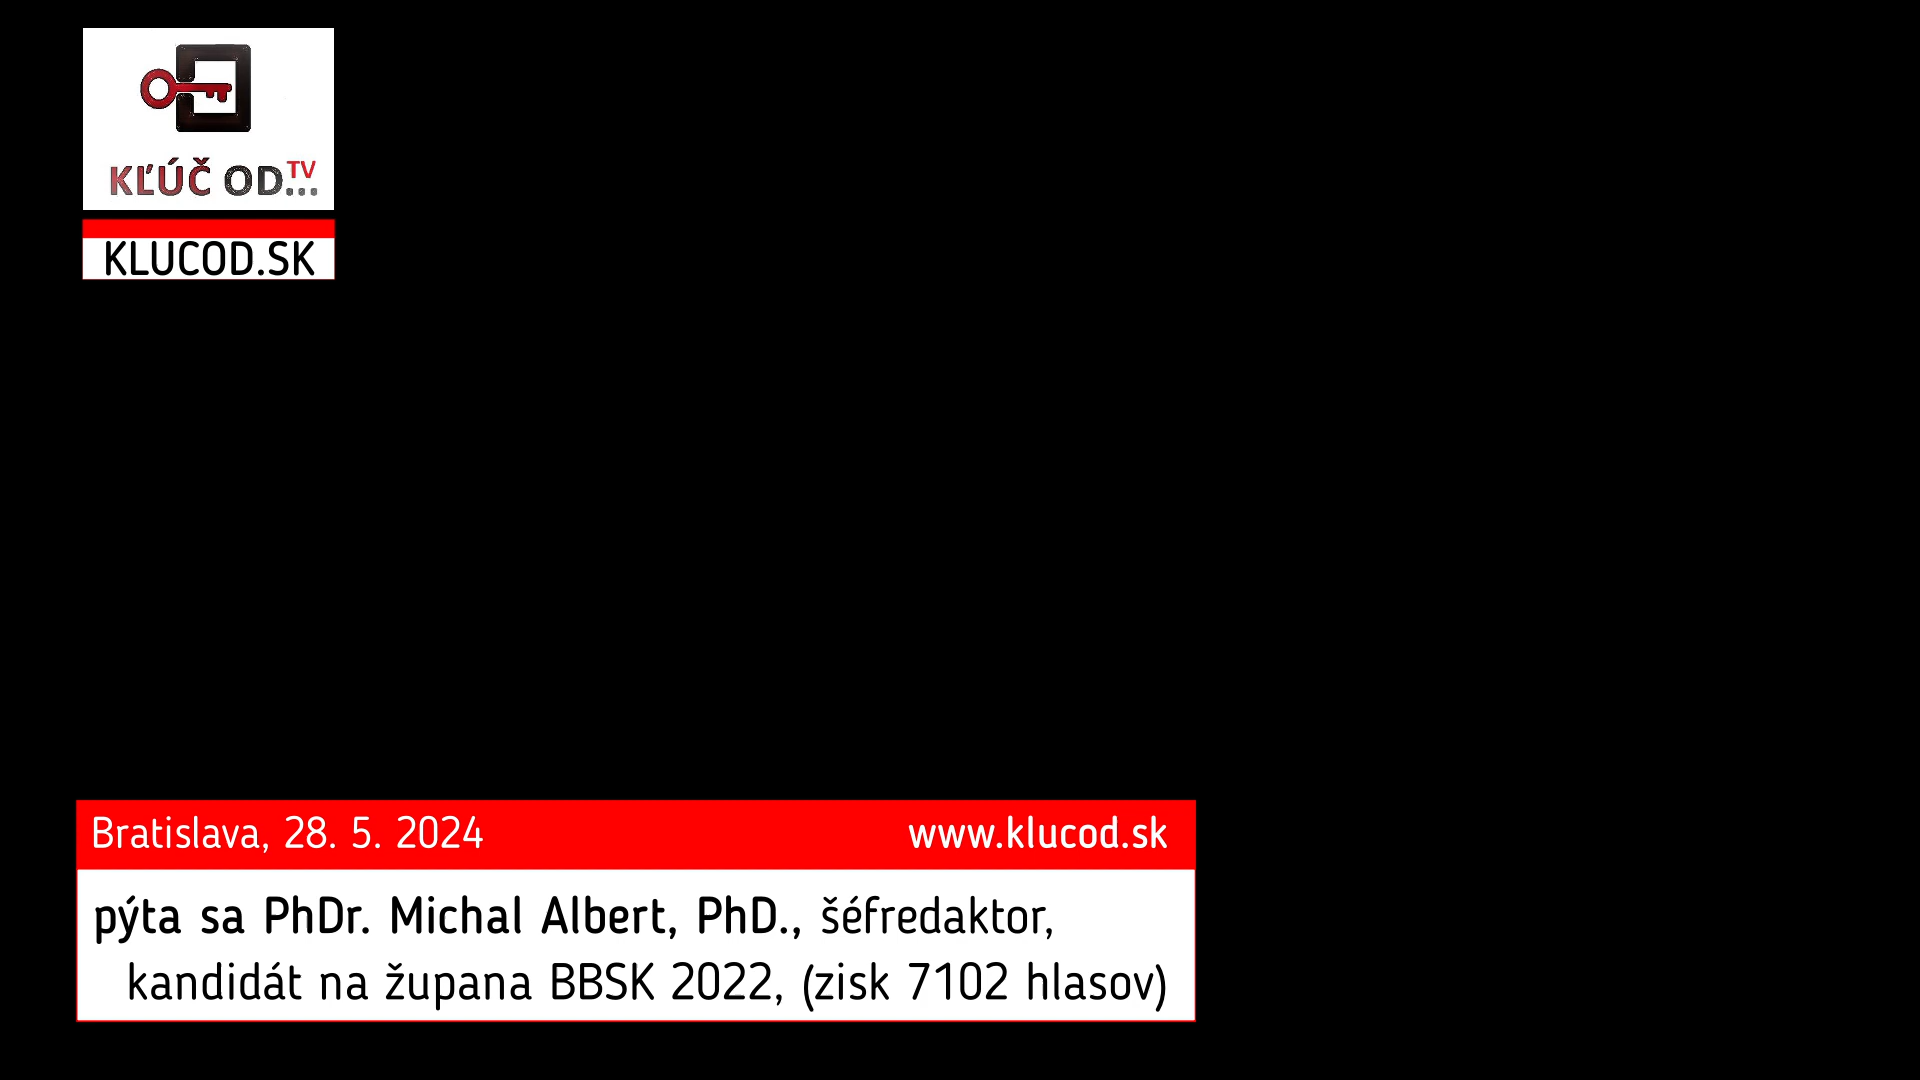 KĽÚČ OD...TV
KLUCOD.SK
Bratislava, 28. 5. 2024
www.klucod.sk
pýta sa PhDr. Michal Albert, PhD., šéfredaktor,
kandidát na župana BBSK 2022, (zisk 7102 hlasov)